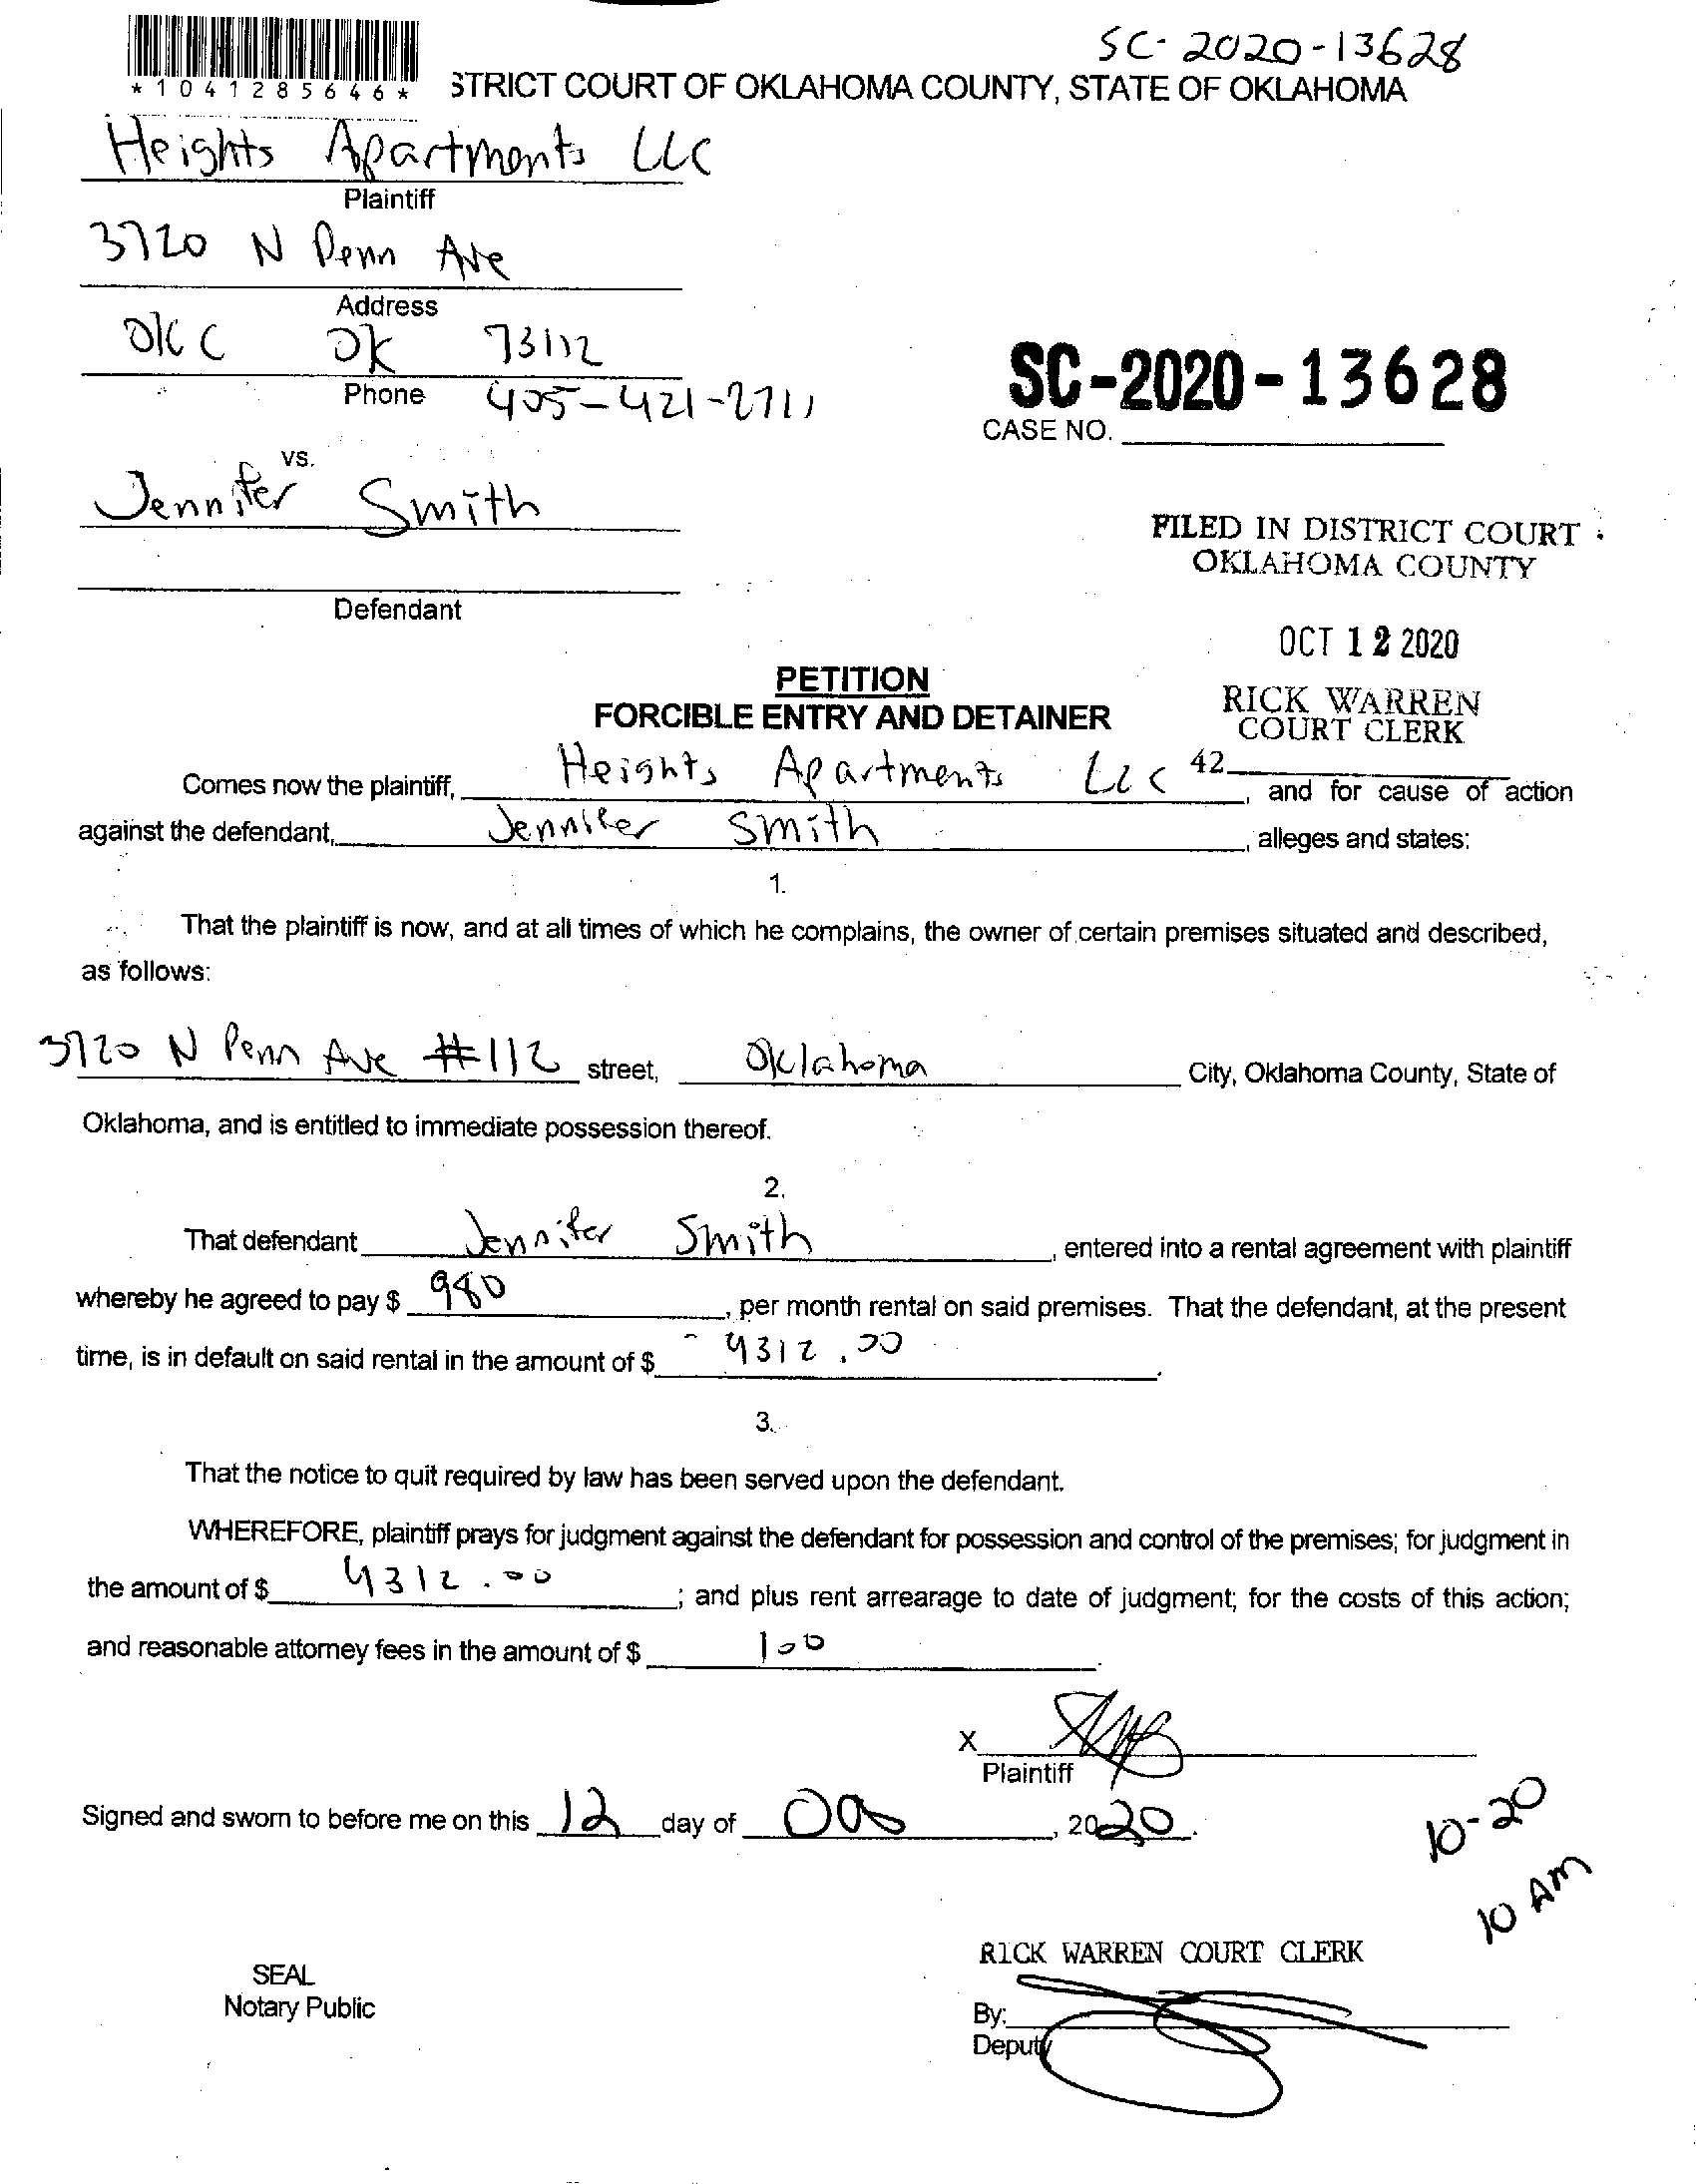 SC-2020-13628
*1041285646*
STRICT COURT OF OKLAHOMA COUNTY, STATE OF OKLAHOMA
Heights Apartments LLC
Plaintiff
3720 N Penn Ave
Address
OKC OK 73112
Phone 405-421-2711
SC-2020-13628
CASE NO.
vs.
Jennifer Smith
FILED IN DISTRICT COURT
OKLAHOMA COUNTY
Defendant
OCT 12 2020
PETITION
FORCIBLE ENTRY AND DETAINER
RICK WARREN
COURT CLERK
42
Comes now the plaintiff, Heights Apartments LLC, and for cause of action
against the defendant, Jennifer Smith, alleges and states:
1.
That the plaintiff is now, and at all times of which he complains, the owner of certain premises situated and described,
as follows:
3720 N Penn Ave #112 street, Oklahoma City, Oklahoma County, State of
Oklahoma, and is entitled to immediate possession thereof.
2.
That defendant Jennifer Smith, entered into a rental agreement with plaintiff
whereby he agreed to pay $ 980, per month rental on said premises. That the defendant, at the present
time, is in default on said rental in the amount of $ 4312.00.
3.
That the notice to quit required by law has been served upon the defendant.
WHEREFORE, plaintiff prays for judgment against the defendant for possession and control of the premises; for judgment in
the amount of $ 4312.00; and plus rent arrearage to date of judgment; for the costs of this action;
and reasonable attorney fees in the amount of $ 100.
X
Plaintiff
Signed and sworn to before me on this 12 day of , 2020.
10-20
10 AM
RICK WARREN COURT CLERK
SEAL
Notary Public
By:
Deputy